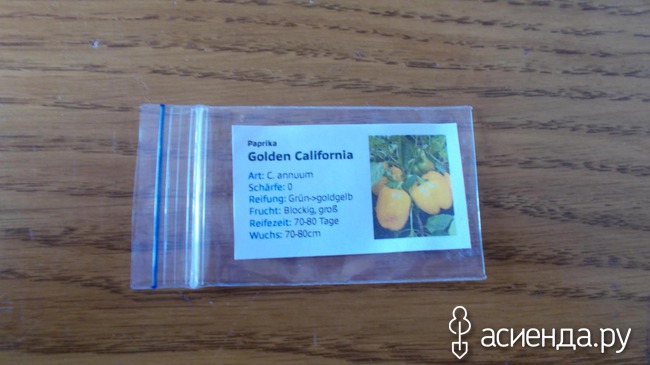 Paprika
Golden California
Art: C. annuum
Schärfe: 0
Reifung: Grün->goldgelb
Frucht: Blockig, groß
Reifezeit: 70-80 Tage
Wuchs: 70-80cm
асиенда.ру